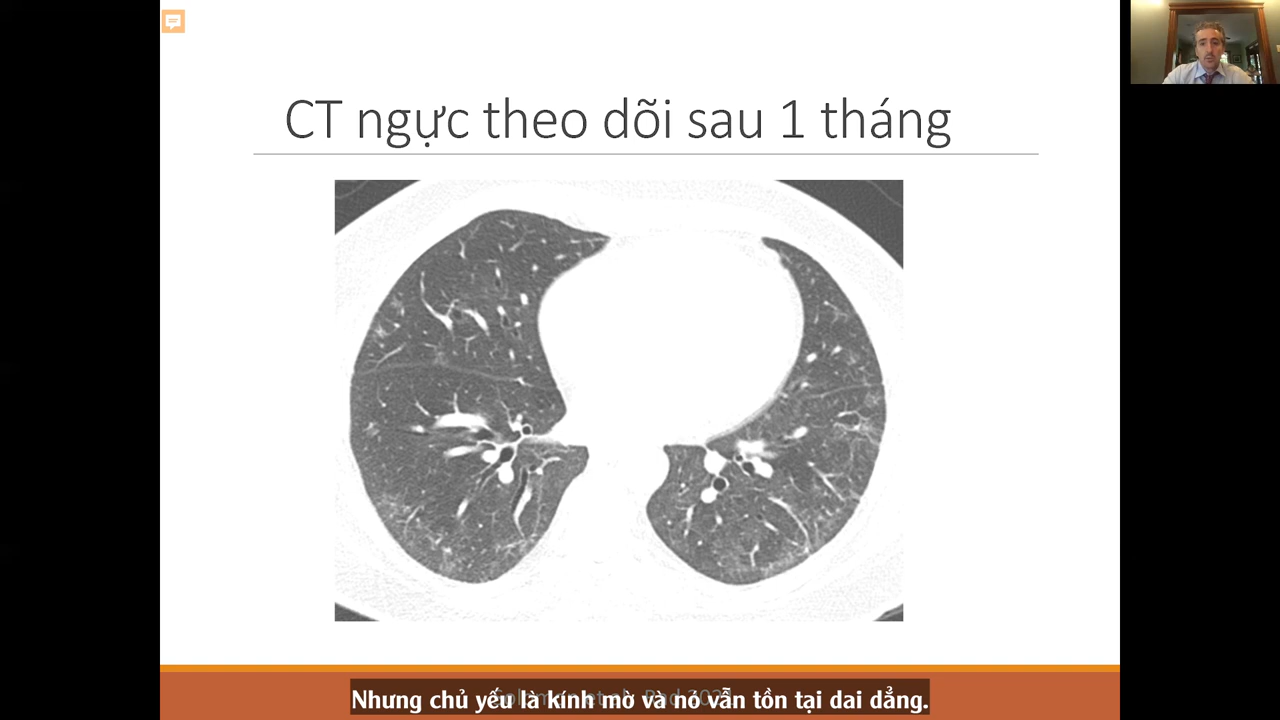 CT ngực theo dõi sau 1 tháng
Nhưng chủ yếu là kính mờ và nó vẫn tồn tại dai dẳng.